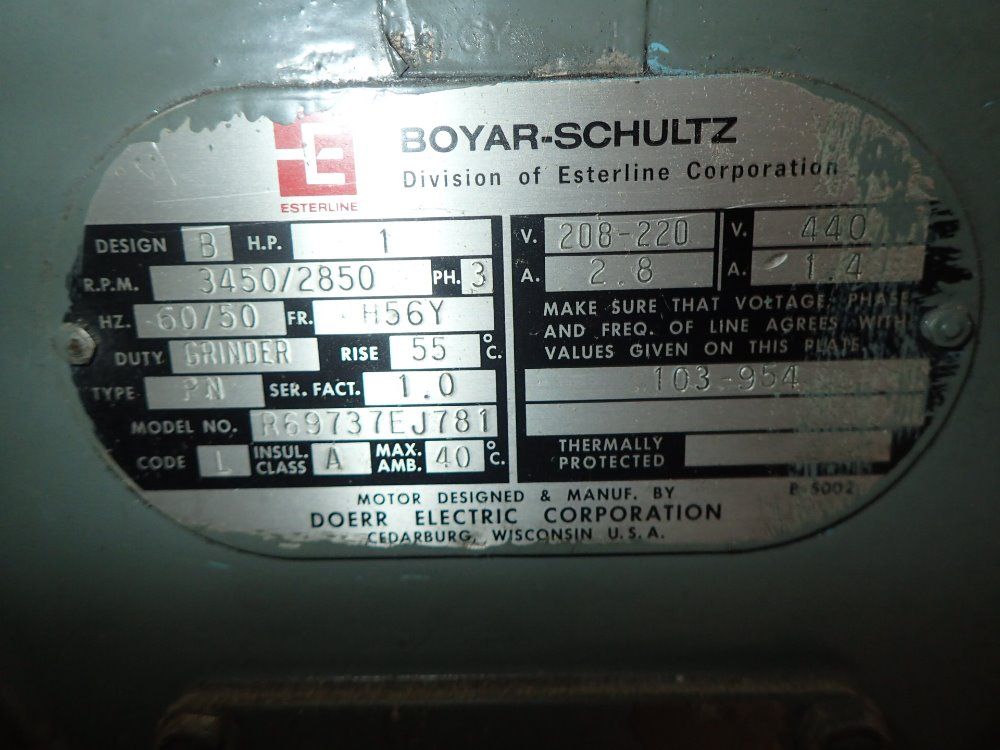 BOYAR-SCHULTZ
Division of Esterline Corporation
ESTERLINE
DESIGN B H.P. 1
R.P.M. 3450/2850 PH. 3
HZ. 60/50 FR. H56Y
DUTY GRINDER RISE 55 °C.
TYPE PN SER. FACT. 1.0
MODEL NO. R69737EJ781
CODE L INSUL. CLASS A MAX. AMB. 40 °C.
V. 208-220 V. 440
A. 2.8 A. 1.4
MAKE SURE THAT VOLTAGE, PHASE
AND FREQ. OF LINE AGREES WITH
VALUES GIVEN ON THIS PLATE
103-954
THERMALLY
PROTECTED
B-5002
MOTOR DESIGNED & MANUF. BY
DOERR ELECTRIC CORPORATION
CEDARBURG, WISCONSIN U.S.A.